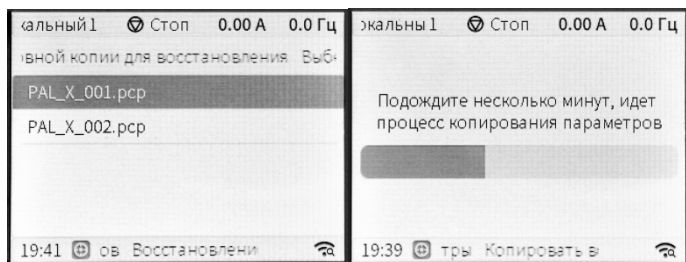 кальный 1 Стоп 0.00 A 0.0 Гц
вной копии для восстановления Выб
PAL_X_001.pcp
PAL_X_002.pcp
19:41 ов Восстановлени
окальны 1 Стоп 0.00 A 0.0 Гц
Подождите несколько минут, идет
процесс копирования параметров
19:39 тры Копировать в